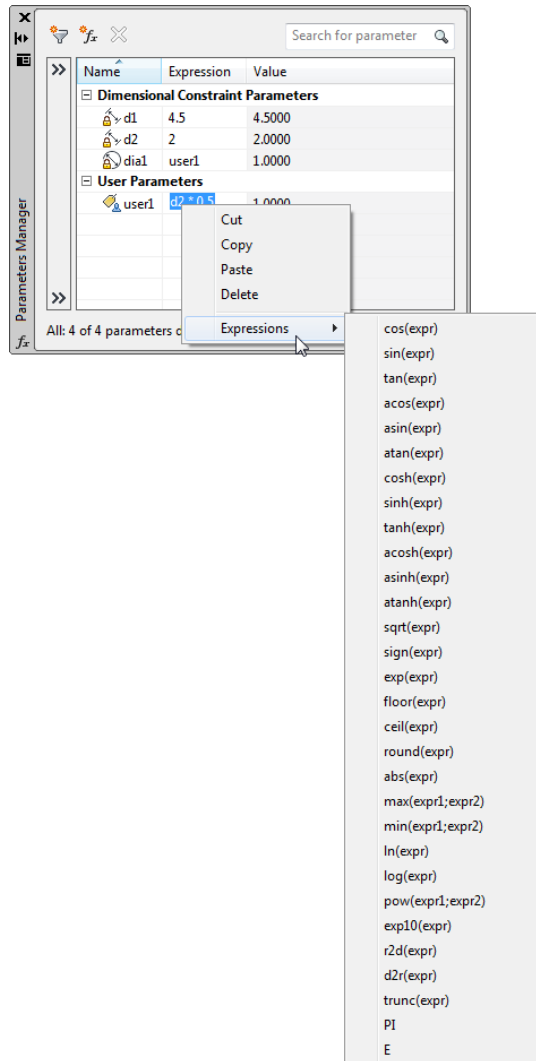 Search for parameter
Name Expression Value
Dimensional Constraint Parameters
d1 4.5 4.5000
d2 2 2.0000
dia1 user1 1.0000
User Parameters
user1 d2 * 0.5 1.0000
Cut
Copy
Paste
Delete
Expressions
All: 4 of 4 parameters
Parameters Manager
fx
cos(expr)
sin(expr)
tan(expr)
acos(expr)
asin(expr)
atan(expr)
cosh(expr)
sinh(expr)
tanh(expr)
acosh(expr)
asinh(expr)
atanh(expr)
sqrt(expr)
sign(expr)
exp(expr)
floor(expr)
ceil(expr)
round(expr)
abs(expr)
max(expr1;expr2)
min(expr1;expr2)
ln(expr)
log(expr)
pow(expr1;expr2)
exp10(expr)
r2d(expr)
d2r(expr)
trunc(expr)
PI
E